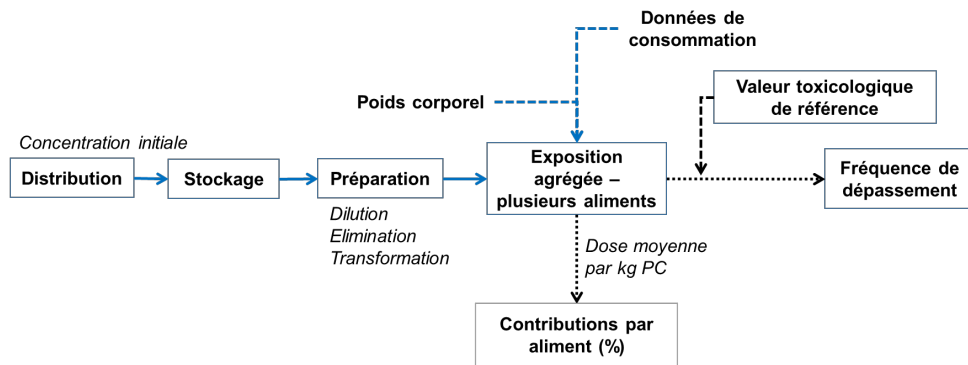 Données de
consommation
Poids corporel
Valeur toxicologique
de référence
Concentration initiale
Distribution
Stockage
Préparation
Exposition
agrégée –
plusieurs aliments
Fréquence de
dépassement
Dilution
Elimination
Transformation
Dose moyenne
par kg PC
Contributions par
aliment (%)